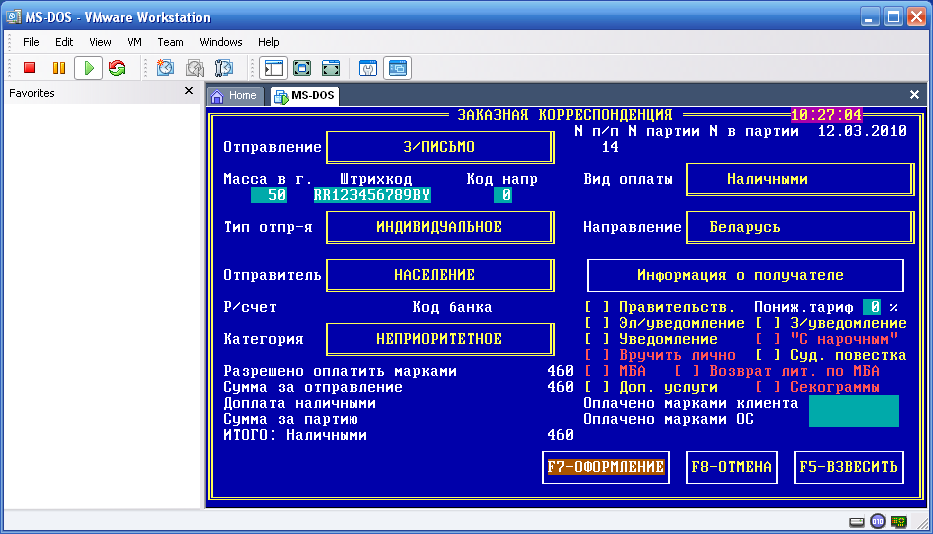 MS-DOS - VMware Workstation
File Edit View VM Team Windows Help
Favorites
Home MS-DOS
ЗАКАЗНАЯ КОРРЕСПОНДЕНЦИЯ 10:27:04
N п/п N партии N в партии 12.03.2010
Отправление З/ПИСЬМО 14
Масса в г. Штрихкод Код напр Вид оплаты Наличными
50 RR123456789BY 0
Тип отпр-я ИНДИВИДУАЛЬНОЕ Направление Беларусь
Отправитель НАСЕЛЕНИЕ Информация о получателе
Р/счет Код банка [ ] Правительств. Пониж.тариф 0 %
[ ] Эл/уведомление [ ] З/уведомление
Категория НЕПРИОРИТЕТНОЕ [ ] Уведомление [ ] "С нарочным"
[ ] Вручить лично [ ] Суд. повестка
Разрешено оплатить марками 460 [ ] МБА [ ] Возврат лит. по МБА
Сумма за отправление 460 [ ] Доп. услуги [ ] Секограммы
Доплата наличными Оплачено марками клиента
Сумма за партию Оплачено марками ОС
ИТОГО: Наличными 460
F7-ОФОРМЛЕНИЕ F8-ОТМЕНА F5-ВЗВЕСИТЬ